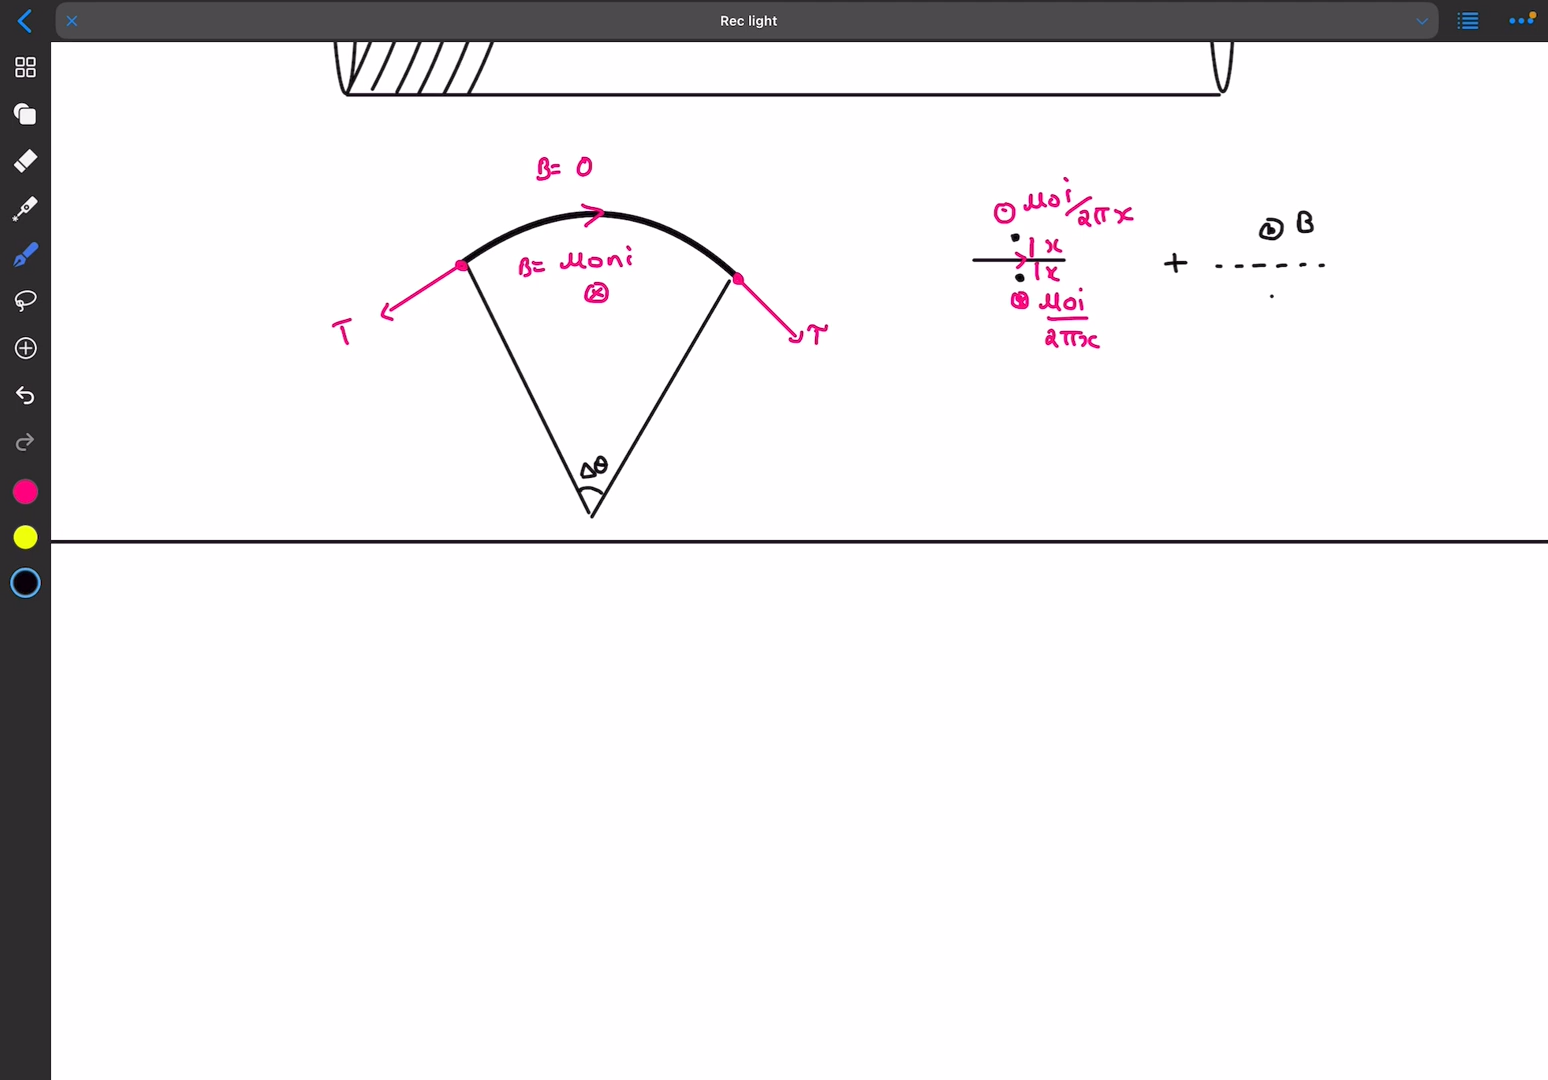 Rec light
B= 0
B= μ0ni
T
T
Δθ
μ0i/2πx
x
x
μ0i
2πx
+
B